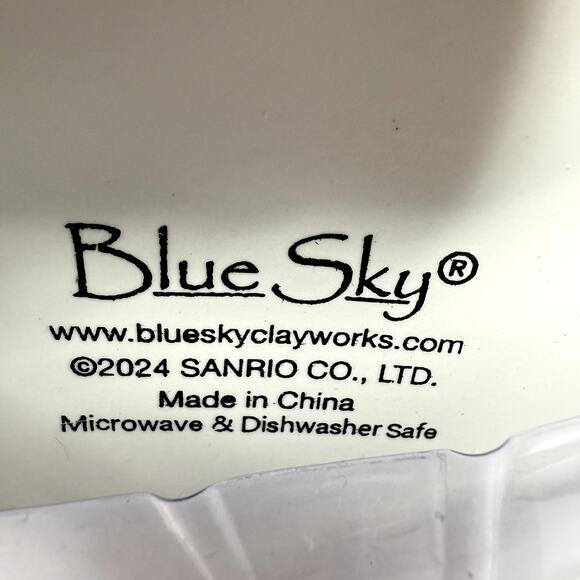 Blue Sky®
www.blueskyclayworks.com
©2024 SANRIO CO., LTD.
Made in China
Microwave & Dishwasher Safe